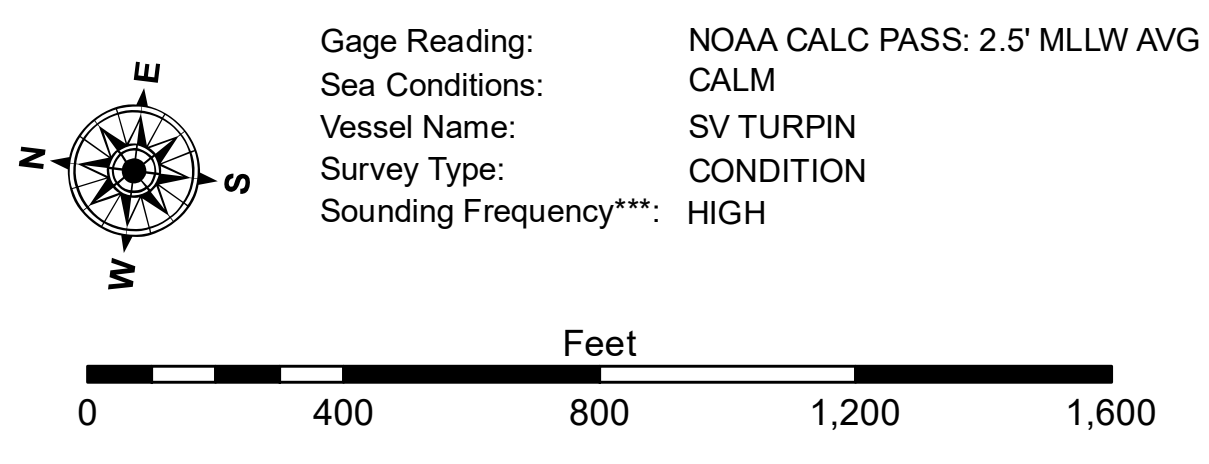 E
N
S
W
Gage Reading: NOAA CALC PASS: 2.5' MLLW AVG
Sea Conditions: CALM
Vessel Name: SV TURPIN
Survey Type: CONDITION
Sounding Frequency***: HIGH
Feet
0 400 800 1,200 1,600